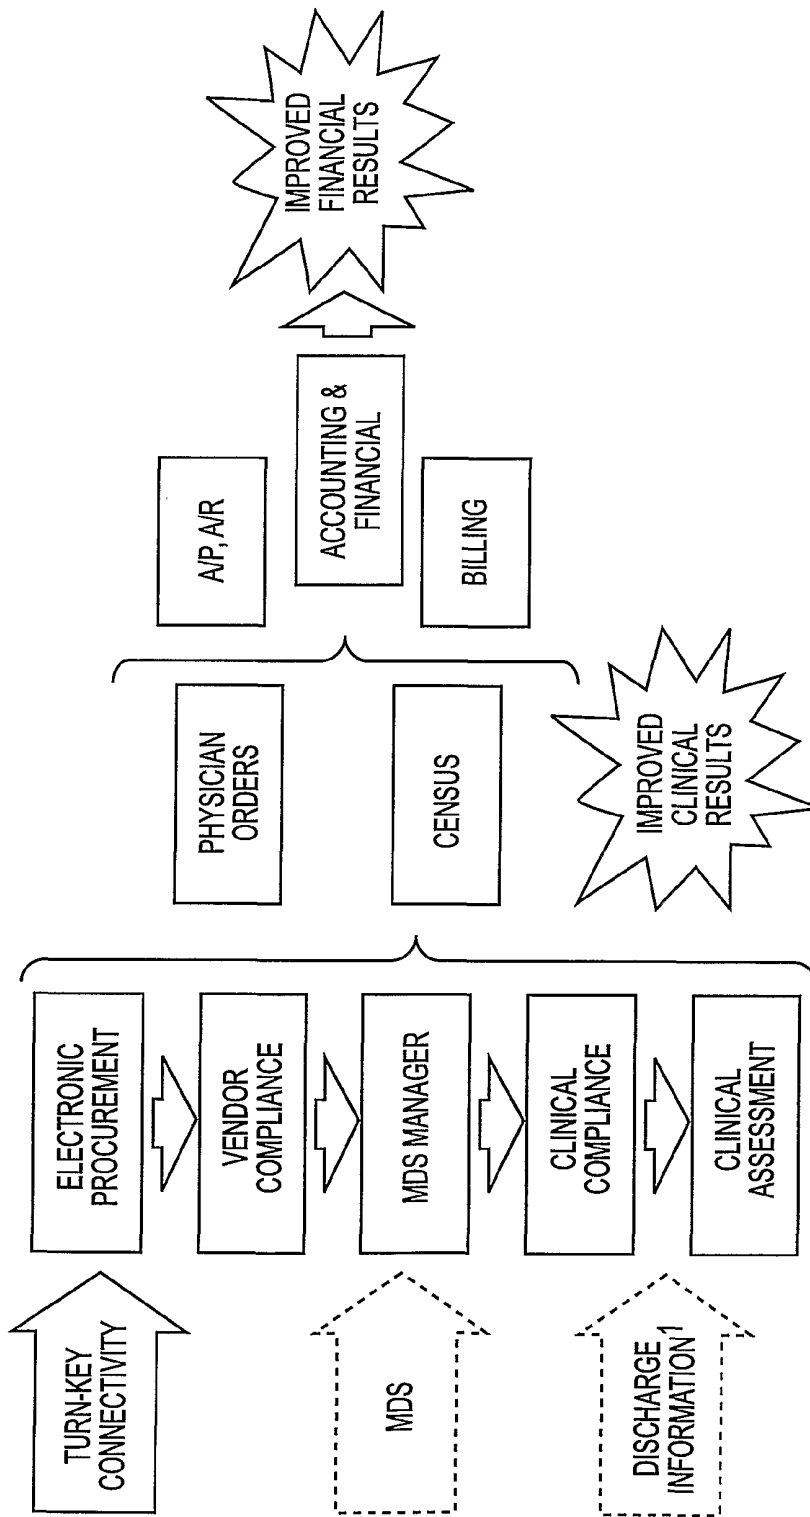 TURN-KEY
CONNECTIVITY
MDS
DISCHARGE
INFORMATION1
ELECTRONIC
PROCUREMENT
VENDOR
COMPLIANCE
MDS MANAGER
CLINICAL
COMPLIANCE
CLINICAL
ASSESSMENT
PHYSICIAN
ORDERS
CENSUS
IMPROVED
CLINICAL
RESULTS
A/P, A/R
ACCOUNTING &
FINANCIAL
BILLING
IMPROVED
FINANCIAL
RESULTS